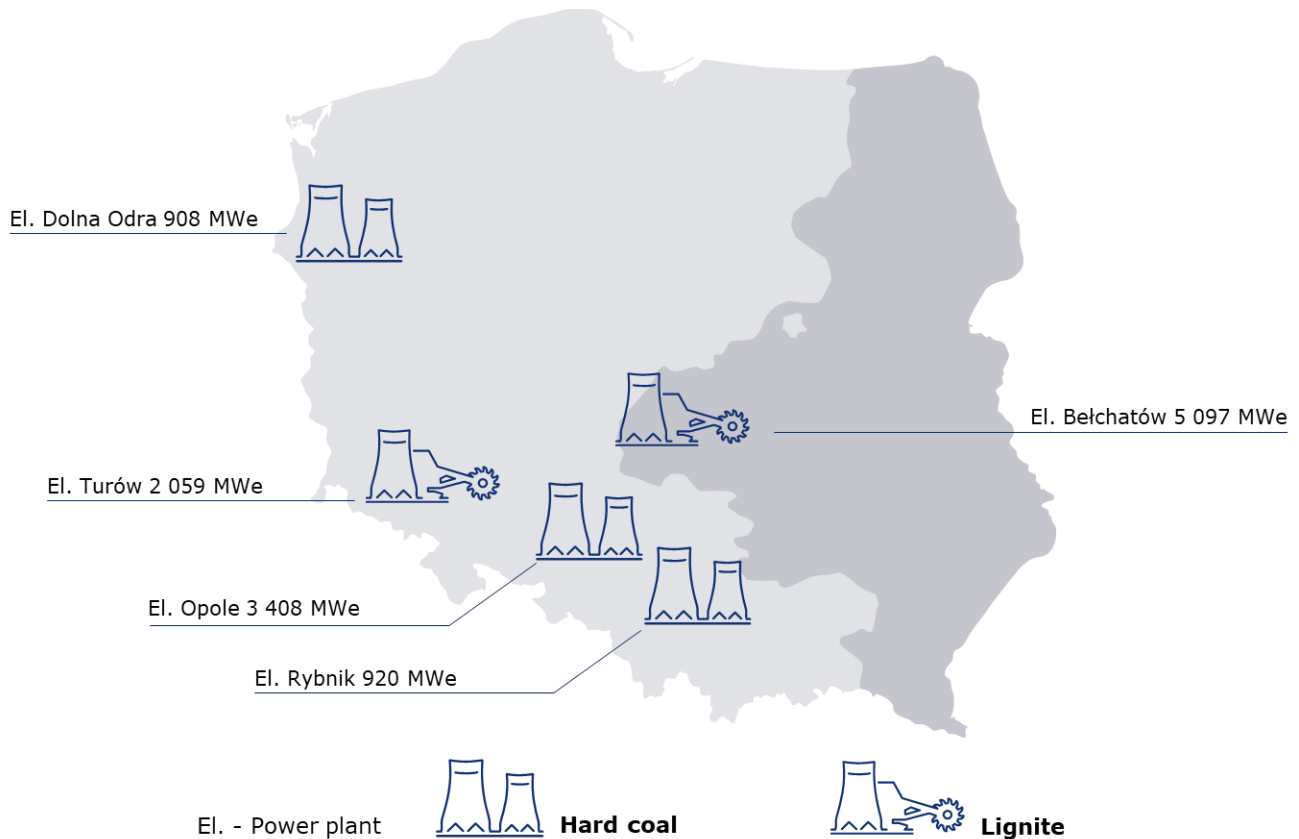 El. Dolna Odra 908 MWe
El. Bełchatów 5 097 MWe
El. Turów 2 059 MWe
El. Opole 3 408 MWe
El. Rybnik 920 MWe
El. - Power plant
Hard coal
Lignite